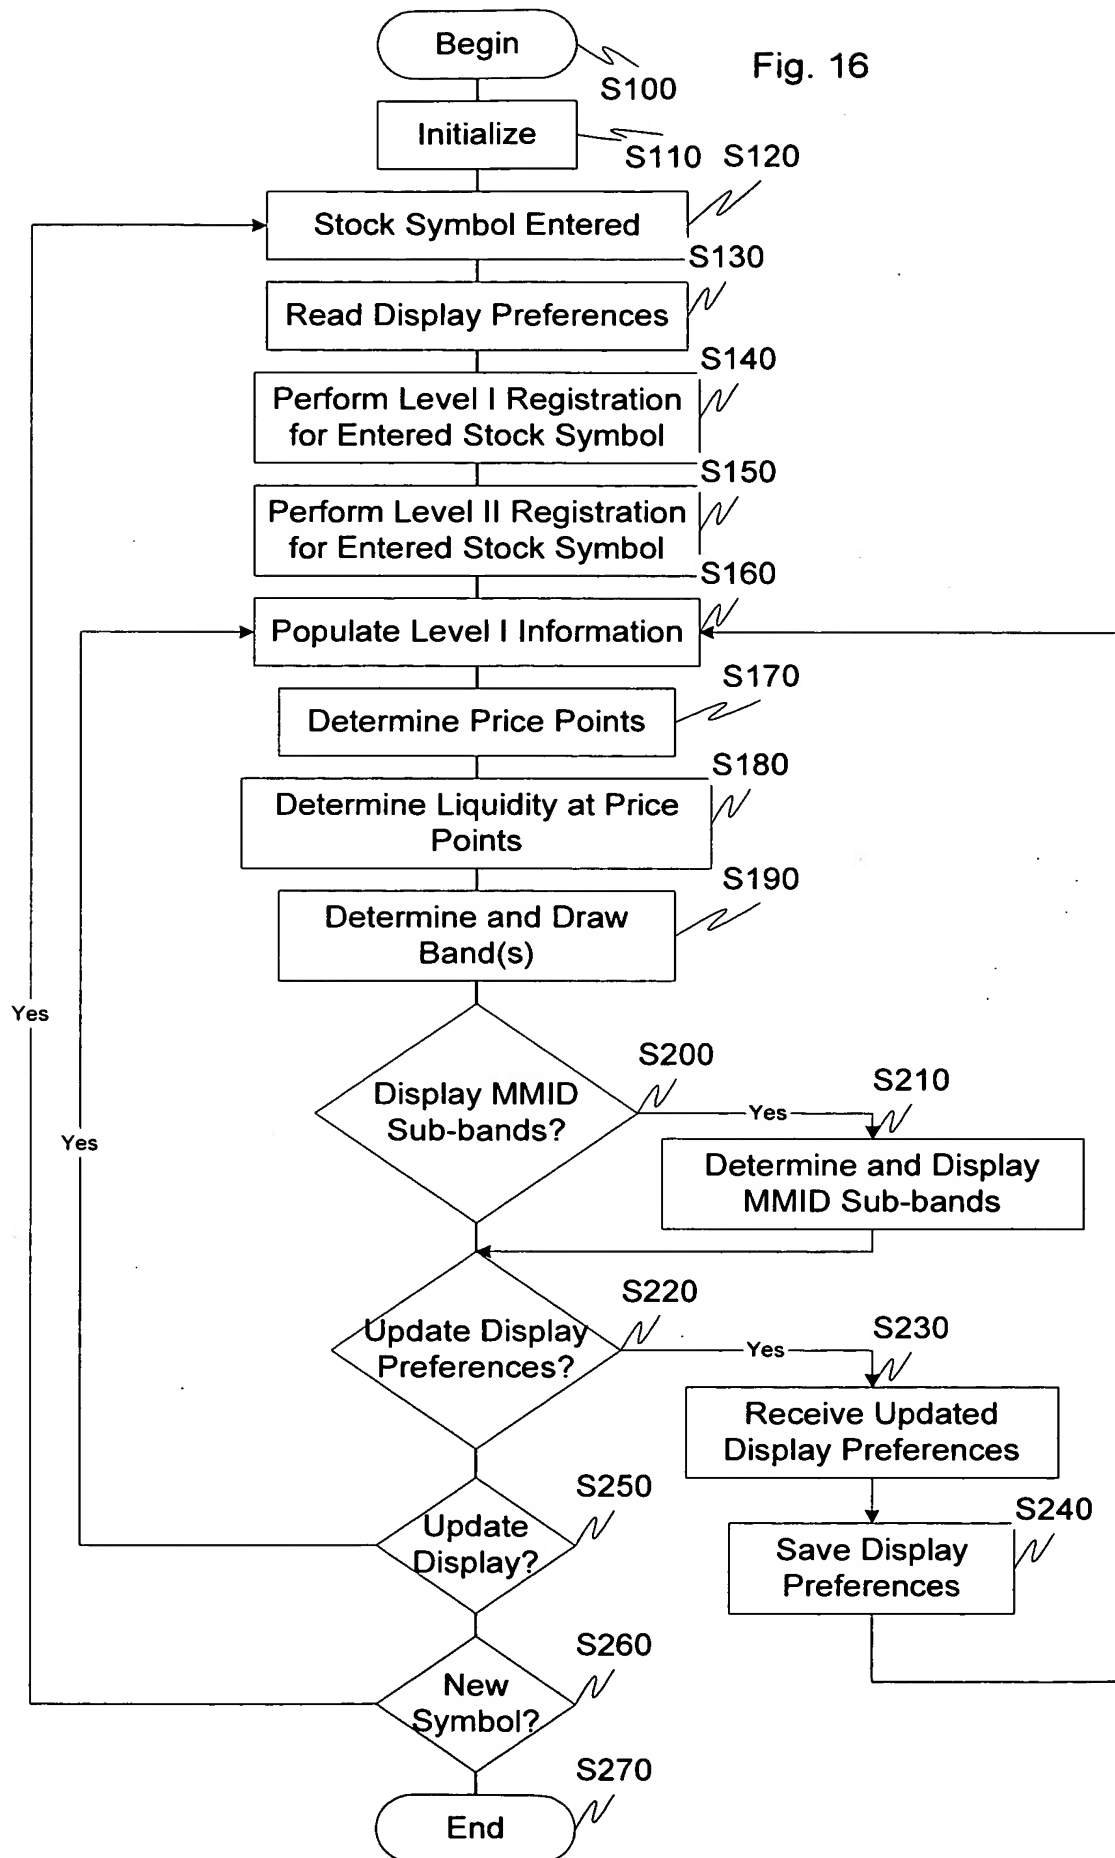 Begin
Fig. 16
S100
Initialize
S110
S120
Stock Symbol Entered
S130
Read Display Preferences
S140
Perform Level I Registration
for Entered Stock Symbol
S150
Perform Level II Registration
for Entered Stock Symbol
S160
Populate Level I Information
S170
Determine Price Points
S180
Determine Liquidity at Price
Points
S190
Determine and Draw
Band(s)
Yes
Yes
S200
Display MMID
Sub-bands?
Yes
S210
Determine and Display
MMID Sub-bands
S220
Update Display
Preferences?
Yes
S230
Receive Updated
Display Preferences
S240
Save Display
Preferences
S250
Update
Display?
S260
New
Symbol?
S270
End